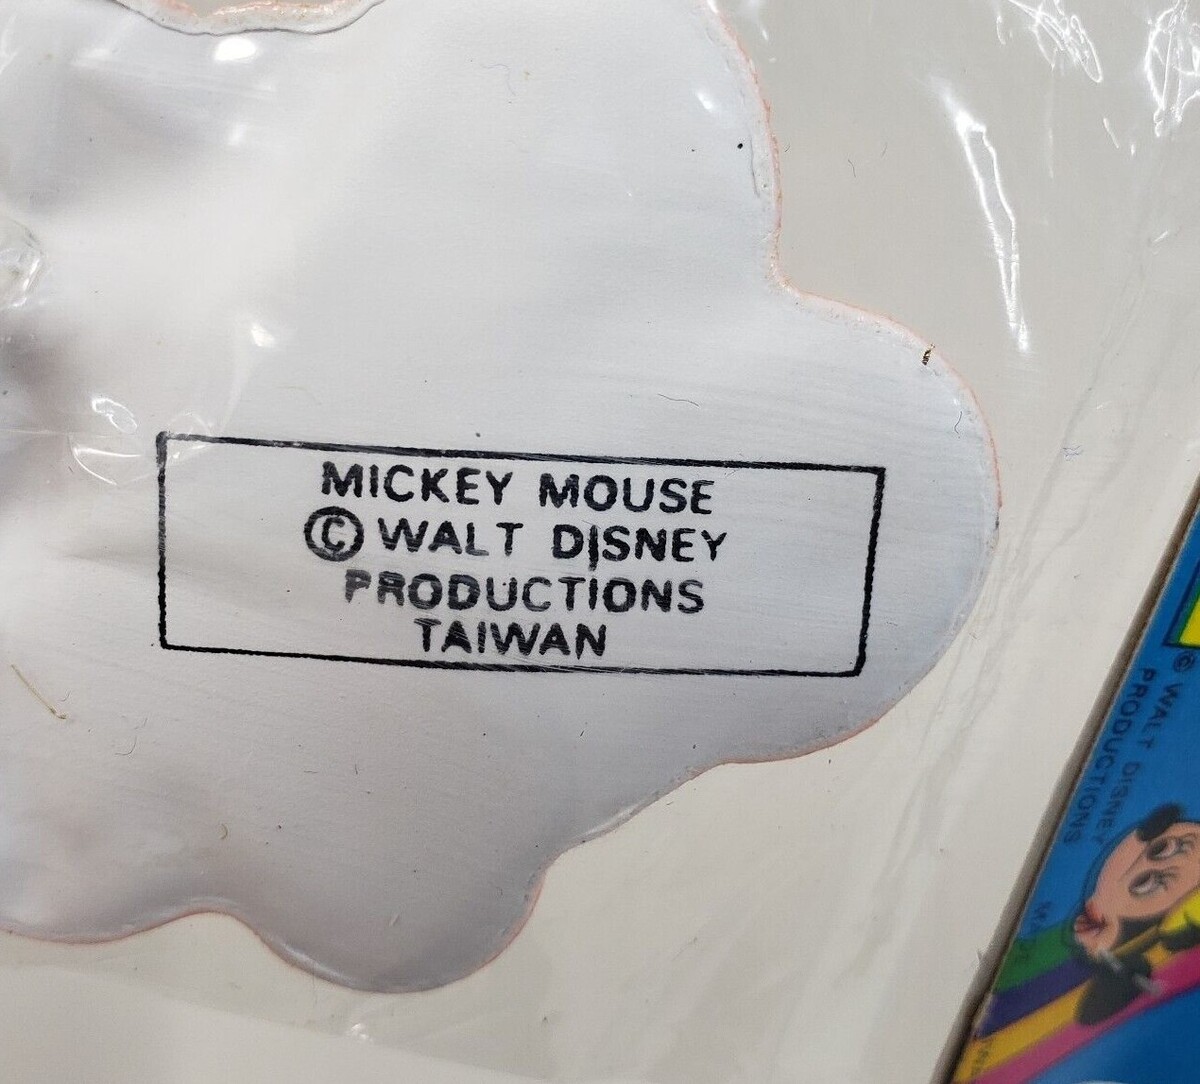 MICKEY MOUSE
© WALT DISNEY
PRODUCTIONS
TAIWAN
© WALT DISNEY
PRODUCTIONS